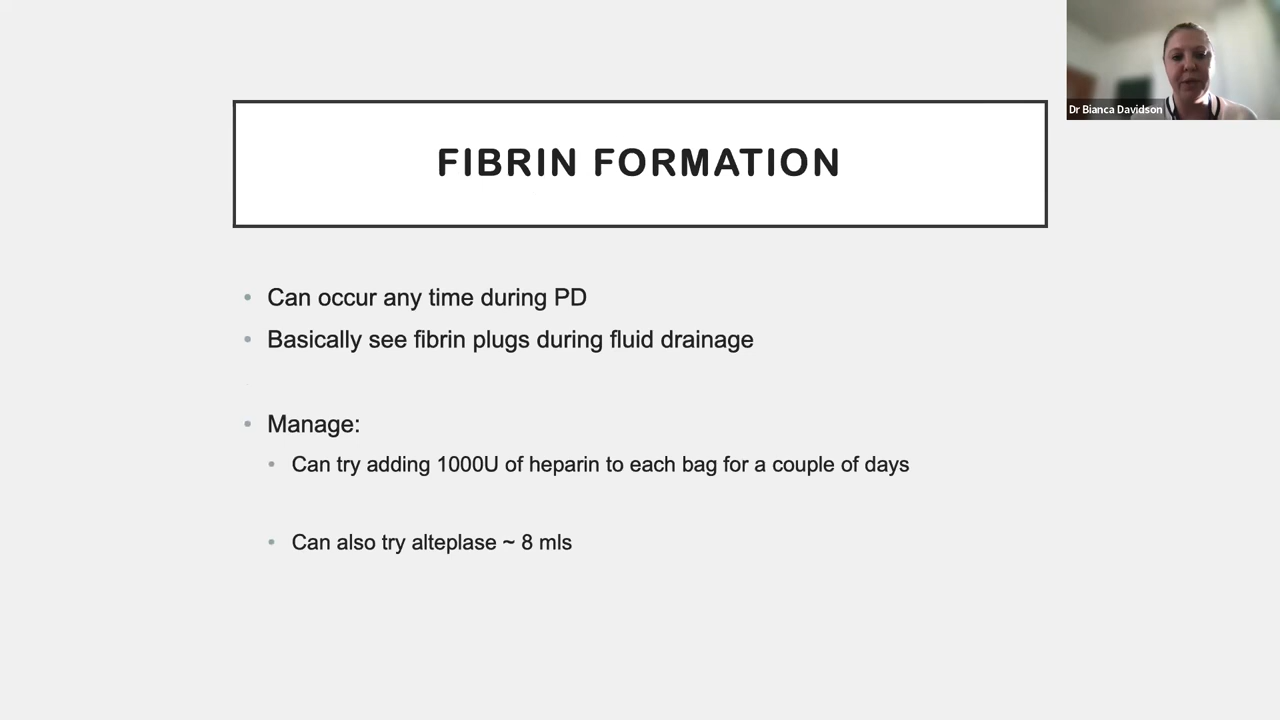 Dr Bianca Davidson
FIBRIN FORMATION
• Can occur any time during PD
• Basically see fibrin plugs during fluid drainage
• Manage:
• Can try adding 1000U of heparin to each bag for a couple of days
• Can also try alteplase ~ 8 mls